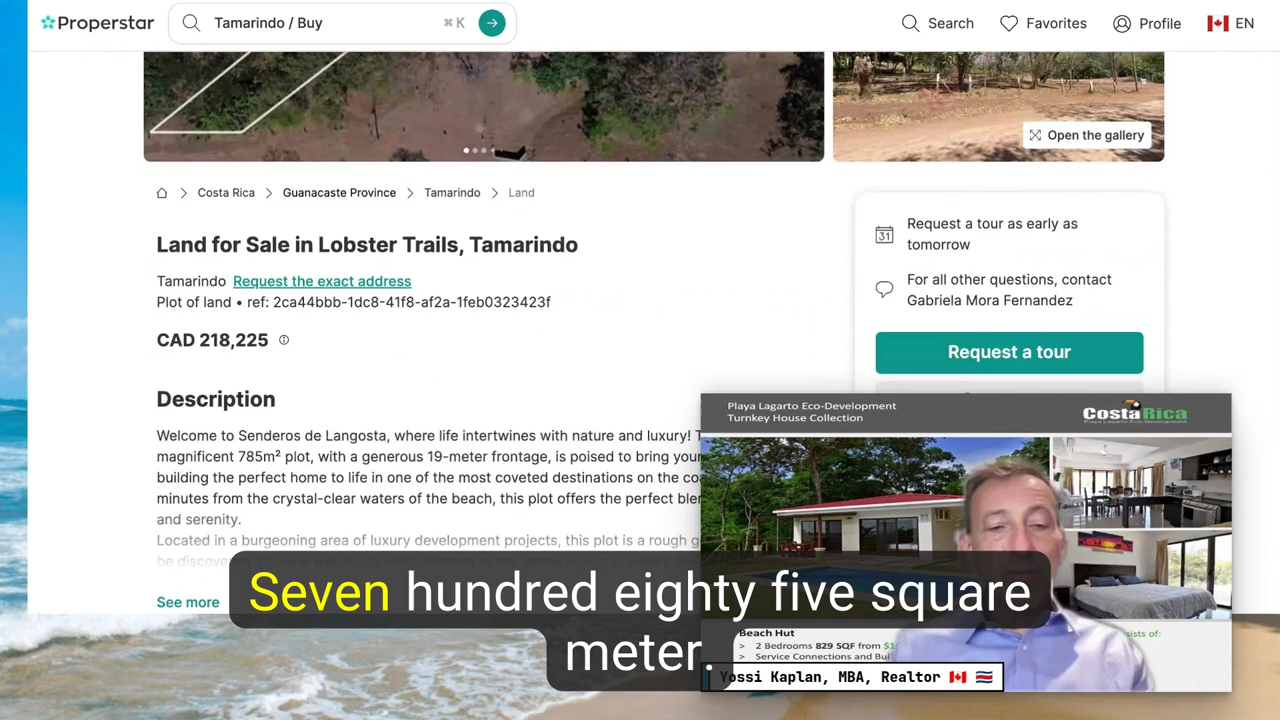 Properstar
Tamarindo / Buy
⌘ K
Search
Favorites
Profile
EN
Open the gallery
Costa Rica
Guanacaste Province
Tamarindo
Land
Land for Sale in Lobster Trails, Tamarindo
Tamarindo Request the exact address
Plot of land • ref: 2ca44bbb-1dc8-41f8-af2a-1feb0323423f
CAD 218,225
Description
Welcome to Senderos de Langosta, where life intertwines with nature and luxury!
magnificent 785m² plot, with a generous 19-meter frontage, is poised to bring your
building the perfect home to life in one of the most coveted destinations on the
minutes from the crystal-clear waters of the beach, this plot offers the perfect
and serenity.
Located in a burgeoning area of luxury development projects, this plot is a rough
be
See more
31
Request a tour as early as
tomorrow
For all other questions, contact
Gabriela Mora Fernandez
Request a tour
Playa Lagarto Eco-Development
Turnkey House Collection
CostaRica
Playa Lagarto Eco-Development
Beach Hut
> 2 Bedrooms 829 SQF from
> Service Connections and
of:
Seven hundred eighty five square
meter.
Yossi Kaplan, MBA, Realtor